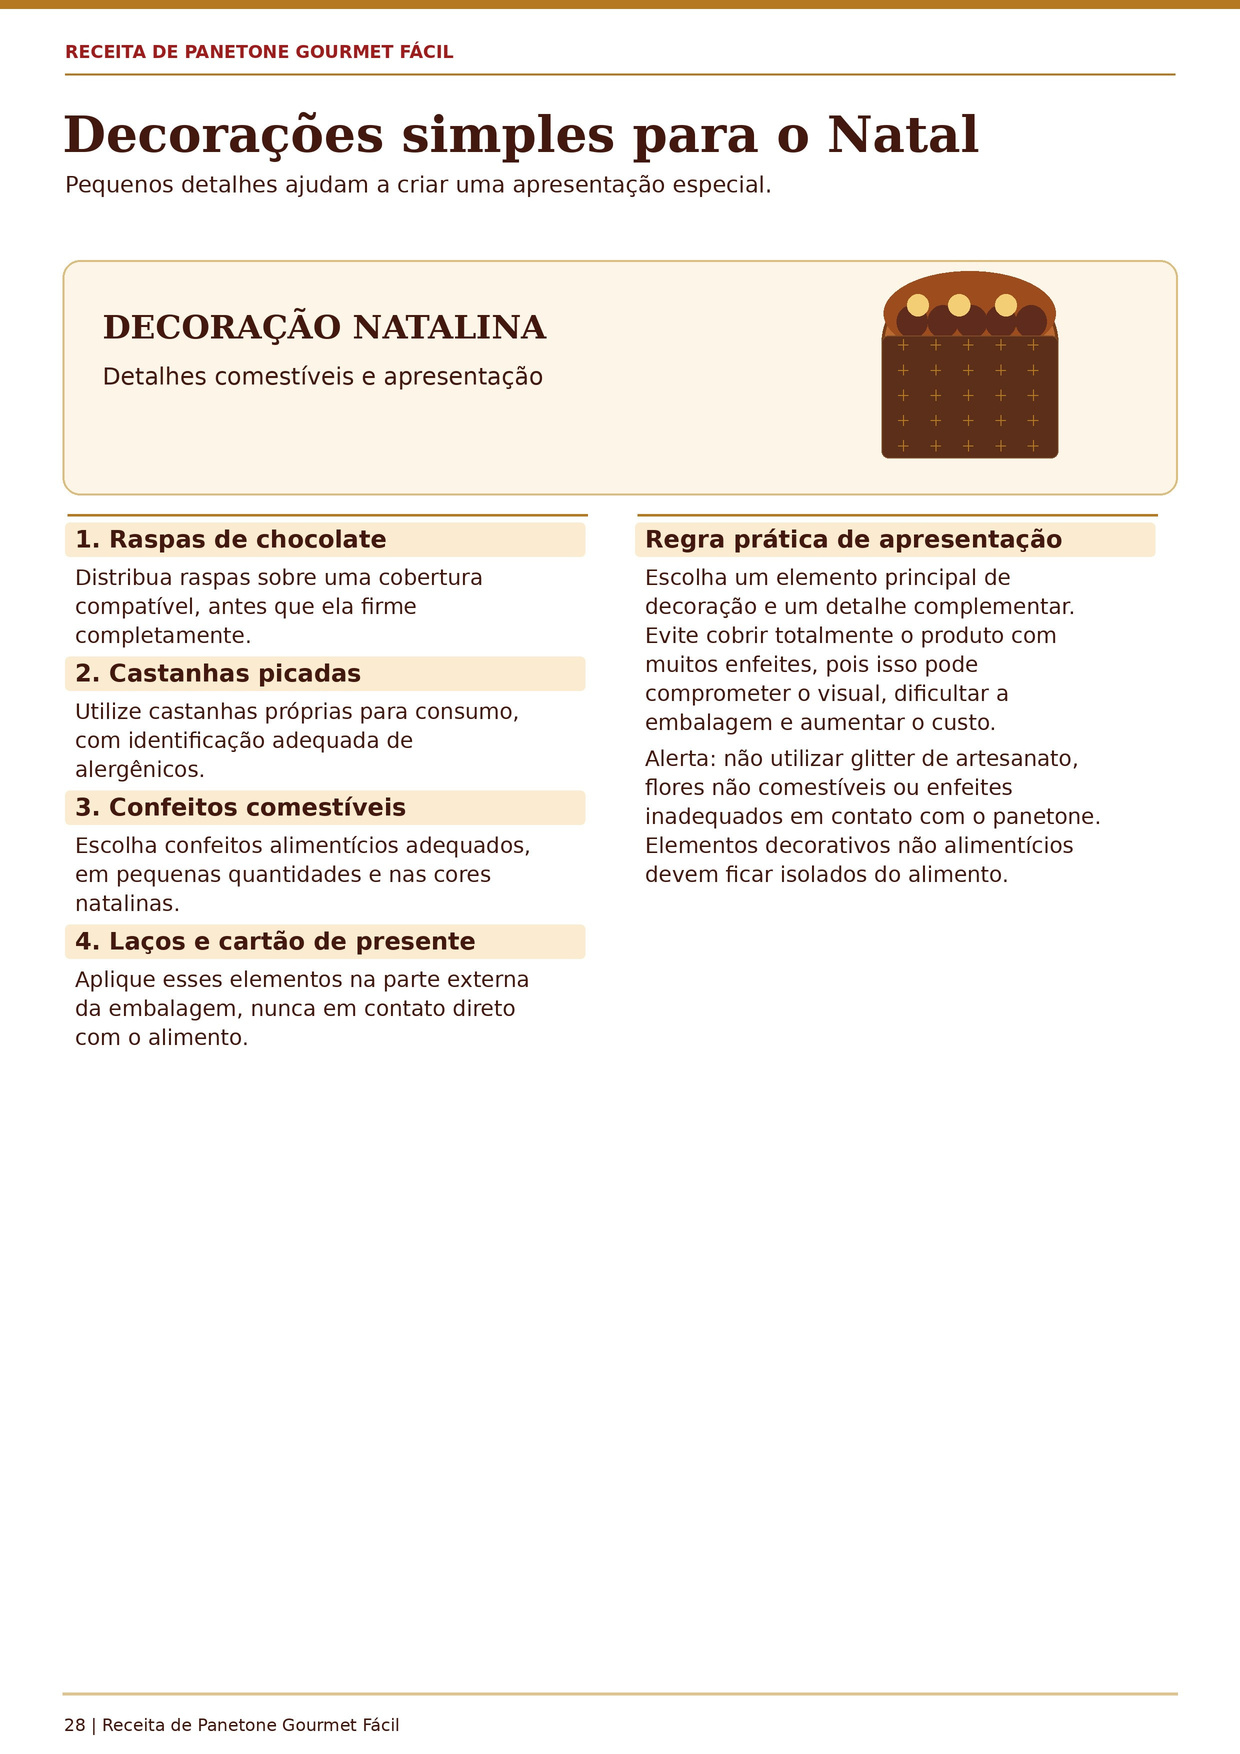 RECEITA DE PANETONE GOURMET FÁCIL
Decorações simples para o Natal
Pequenos detalhes ajudam a criar uma apresentação especial.
DECORAÇÃO NATALINA
Detalhes comestíveis e apresentação
1. Raspas de chocolate
Distribua raspas sobre uma cobertura
compatível, antes que ela firme
completamente.
2. Castanhas picadas
Utilize castanhas próprias para consumo,
com identificação adequada de
alergênicos.
3. Confeitos comestíveis
Escolha confeitos alimentícios adequados,
em pequenas quantidades e nas cores
natalinas.
4. Laços e cartão de presente
Aplique esses elementos na parte externa
da embalagem, nunca em contato direto
com o alimento.
Regra prática de apresentação
Escolha um elemento principal de
decoração e um detalhe complementar.
Evite cobrir totalmente o produto com
muitos enfeites, pois isso pode
comprometer o visual, dificultar a
embalagem e aumentar o custo.
Alerta: não utilizar glitter de artesanato,
flores não comestíveis ou enfeites
inadequados em contato com o panetone.
Elementos decorativos não alimentícios
devem ficar isolados do alimento.
28 | Receita de Panetone Gourmet Fácil